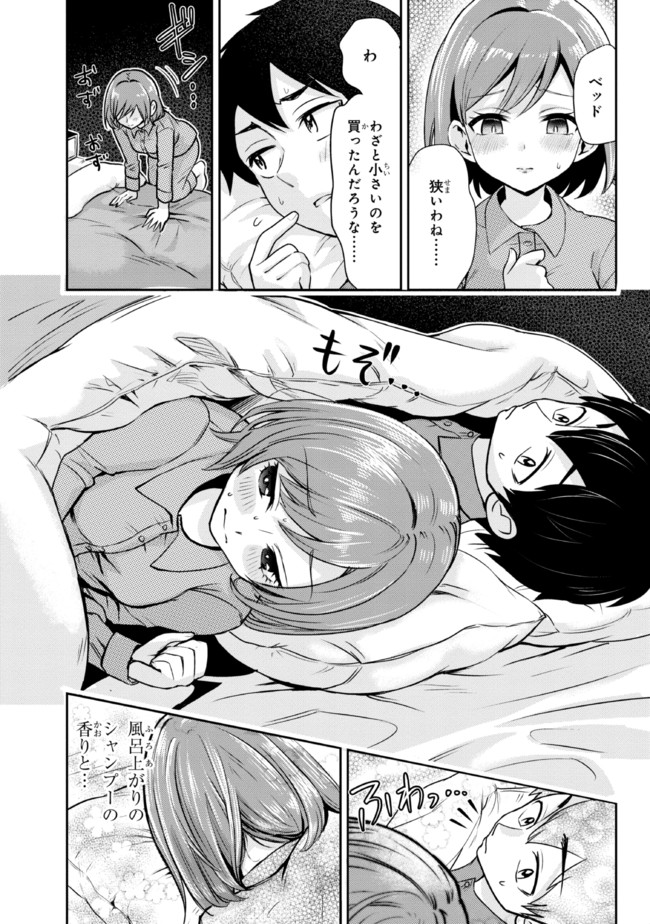 ベッド
狭いわね……
わ
わざと小さいのを
買ったんだろうな……
ギシ…
おず
おず
もぞ…
ふわっ…
風呂上がりの
シャンプーの
香りと…